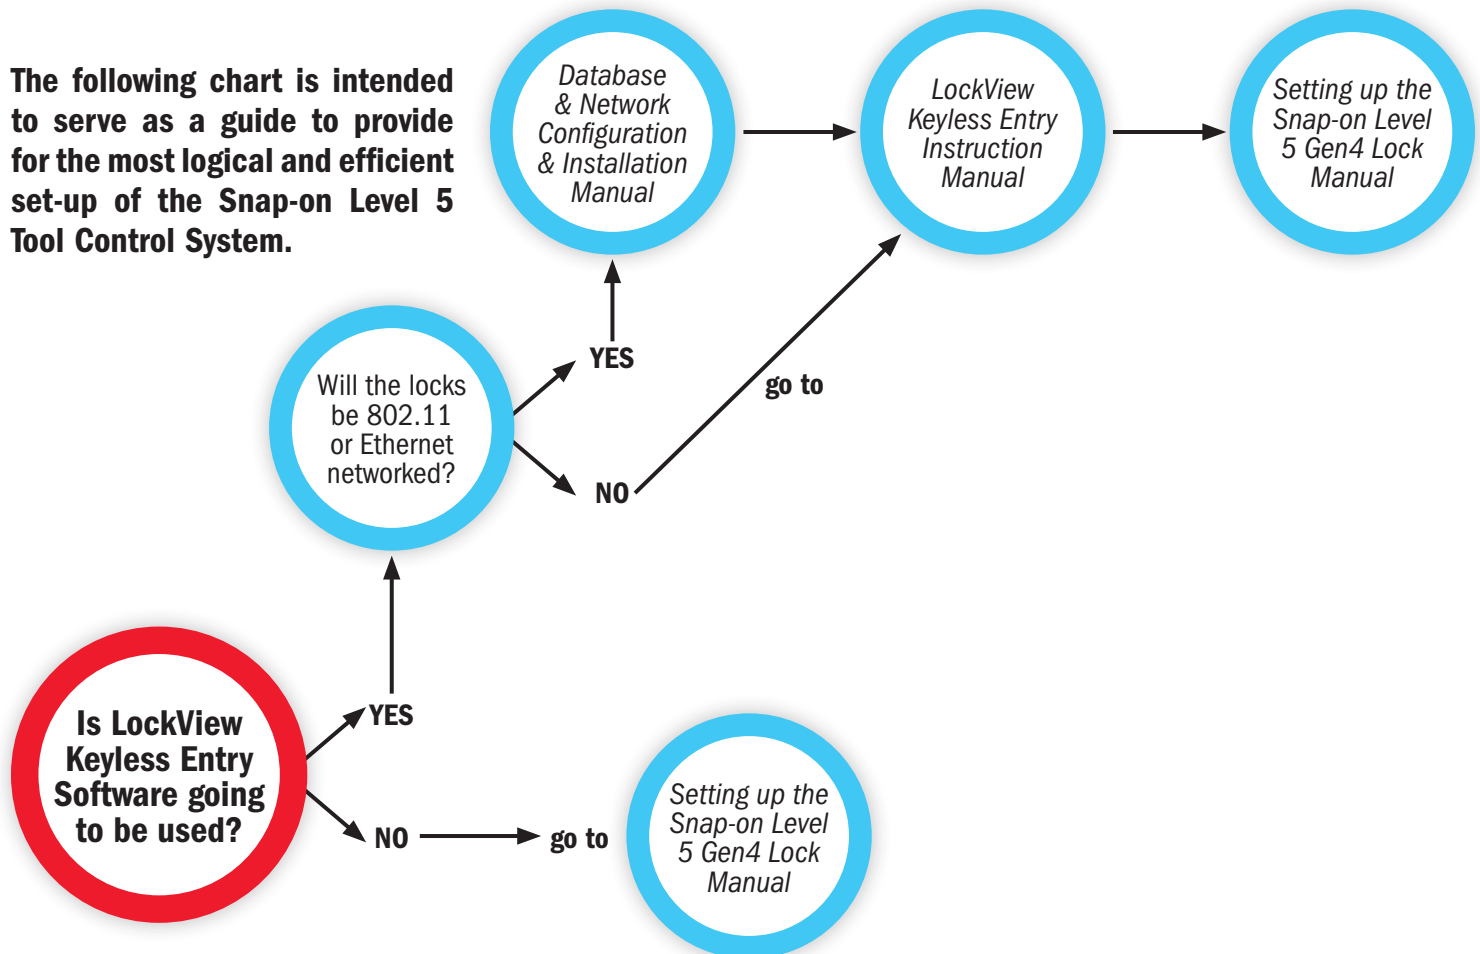 The following chart is intended
to serve as a guide to provide
for the most logical and efficient
set-up of the Snap-on Level 5
Tool Control System.
Database
& Network
Configuration
& Installation
Manual
LockView
Keyless Entry
Instruction
Manual
Setting up the
Snap-on Level
5 Gen4 Lock
Manual
Will the locks
be 802.11
or Ethernet
networked?
YES
go to
NO
Is LockView
Keyless Entry
Software going
to be used?
YES
NO
go to
Setting up the
Snap-on Level
5 Gen4 Lock
Manual